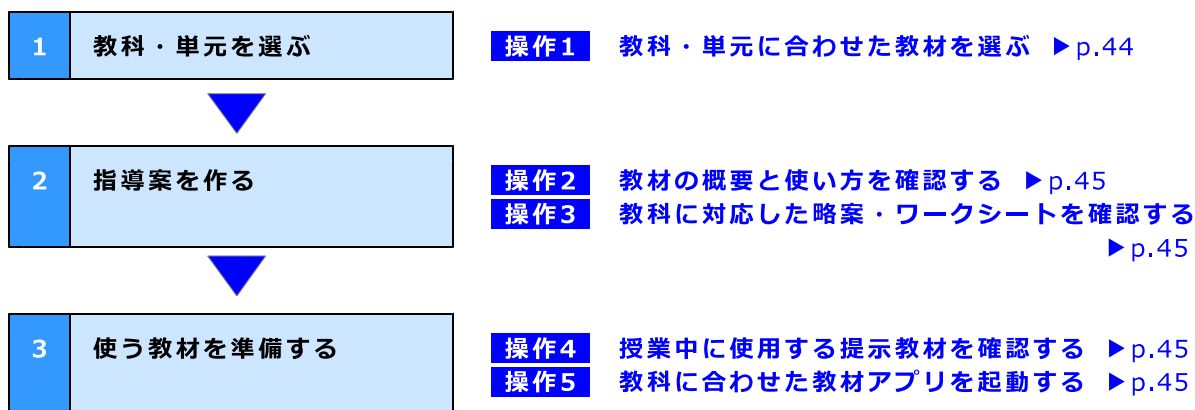 1 教科・単元を選ぶ 操作1 教科・単元に合わせた教材を選ぶ ▶p.44
2 指導案を作る 操作2 教材の概要と使い方を確認する ▶p.45
操作3 教科に対応した略案・ワークシートを確認する
▶p.45
3 使う教材を準備する 操作4 授業中に使用する提示教材を確認する ▶p.45
操作5 教科に合わせた教材アプリを起動する ▶p.45